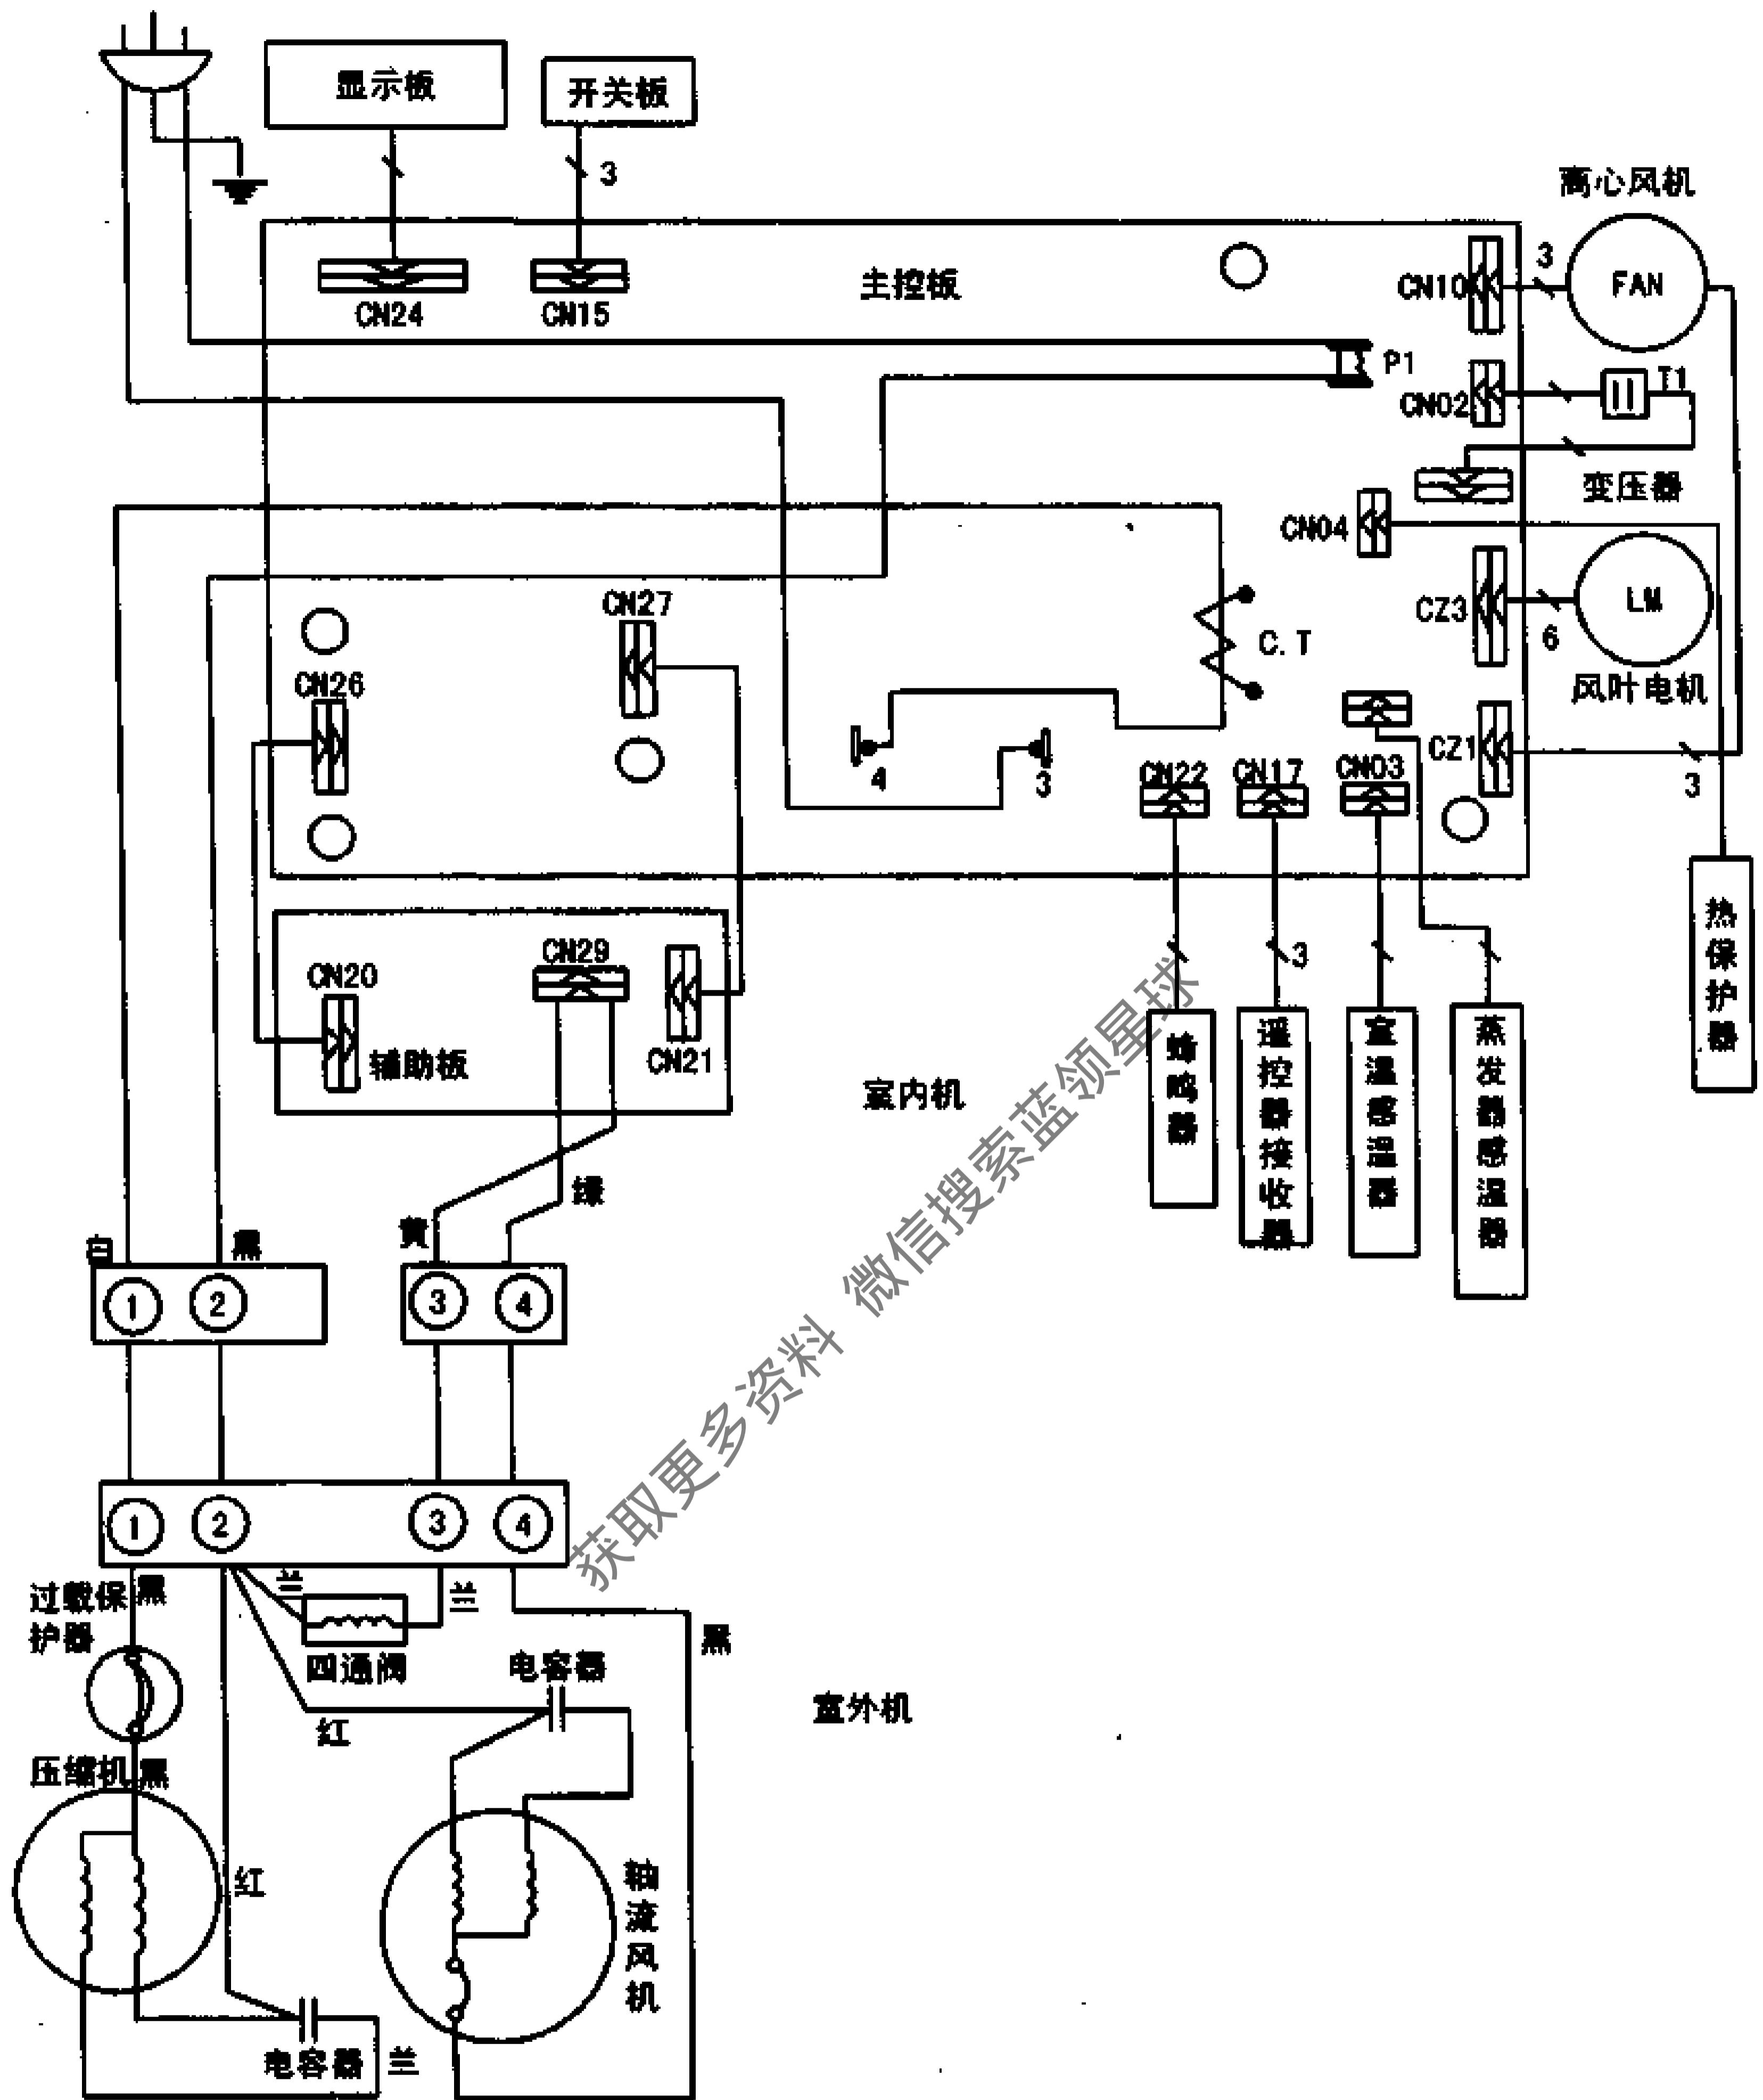 显示板
开关板
3
离心风机
主控板
CN24
CN15
CN10
3
FAN
P1
CN02
T1
变压器
CN04
CN27
CZ3
LM
6
C.T
CN26
风叶电机
CZ1
4
3
CN22
CN17
CN03
3
热保护器
CN29
CN20
3
辅助板
CN21
室内机
蜂鸣器
遥控器接收器
室温感温器
蒸发器感温器
绿
白
黑
黄
1
2
3
4
1
2
3
4
过载保
护器
黑
兰
兰
四通阀
电容器
黑
红
室外机
压缩机
黑
红
轴流风机
电容器
兰
获取更多资料 微信搜索蓝领星球